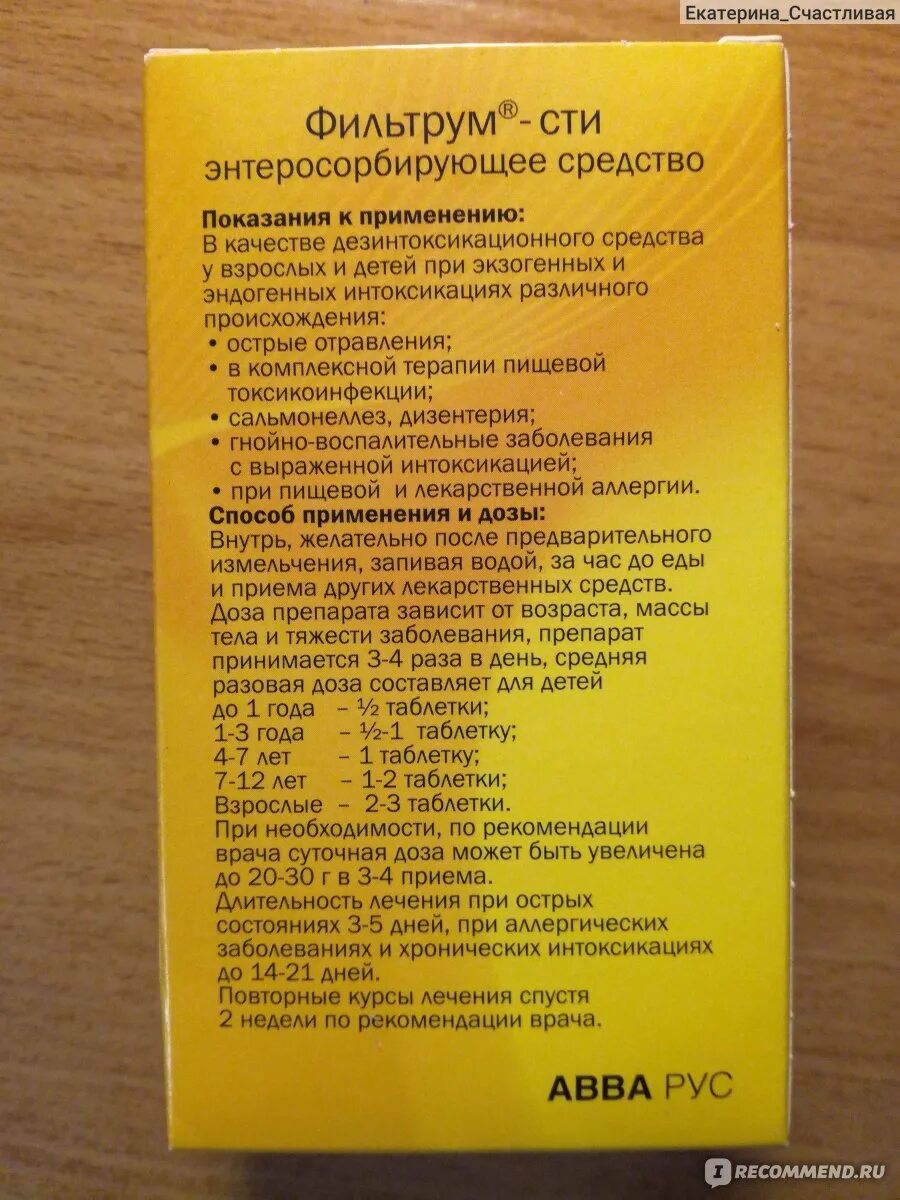 Екатерина_Счастливая
Фильтрум®-сти
энтеросорбирующее средство
Показания к применению:
В качестве дезинтоксикационного средства
у взрослых и детей при экзогенных и
эндогенных интоксикациях различного
происхождения:
• острые отравления;
• в комплексной терапии пищевой
токсикоинфекции;
• сальмонеллез, дизентерия;
• гнойно-воспалительные заболевания
с выраженной интоксикацией;
• при пищевой и лекарственной аллергии.
Способ применения и дозы:
Внутрь, желательно после предварительного
измельчения, запивая водой, за час до еды
и приема других лекарственных средств.
Доза препарата зависит от возраста, массы
тела и тяжести заболевания, препарат
принимается 3-4 раза в день, средняя
разовая доза составляет для детей
до 1 года – ½ таблетки;
1-3 года – ½-1 таблетку;
4-7 лет – 1 таблетку;
7-12 лет – 1-2 таблетки;
Взрослые – 2-3 таблетки.
При необходимости, по рекомендации
врача суточная доза может быть увеличена
до 20-30 г в 3-4 приема.
Длительность лечения при острых
состояниях 3-5 дней, при аллергических
заболеваниях и хронических интоксикациях
до 14-21 дней.
Повторные курсы лечения спустя
2 недели по рекомендации врача.
АВВА РУС
I RECOMMEND.RU